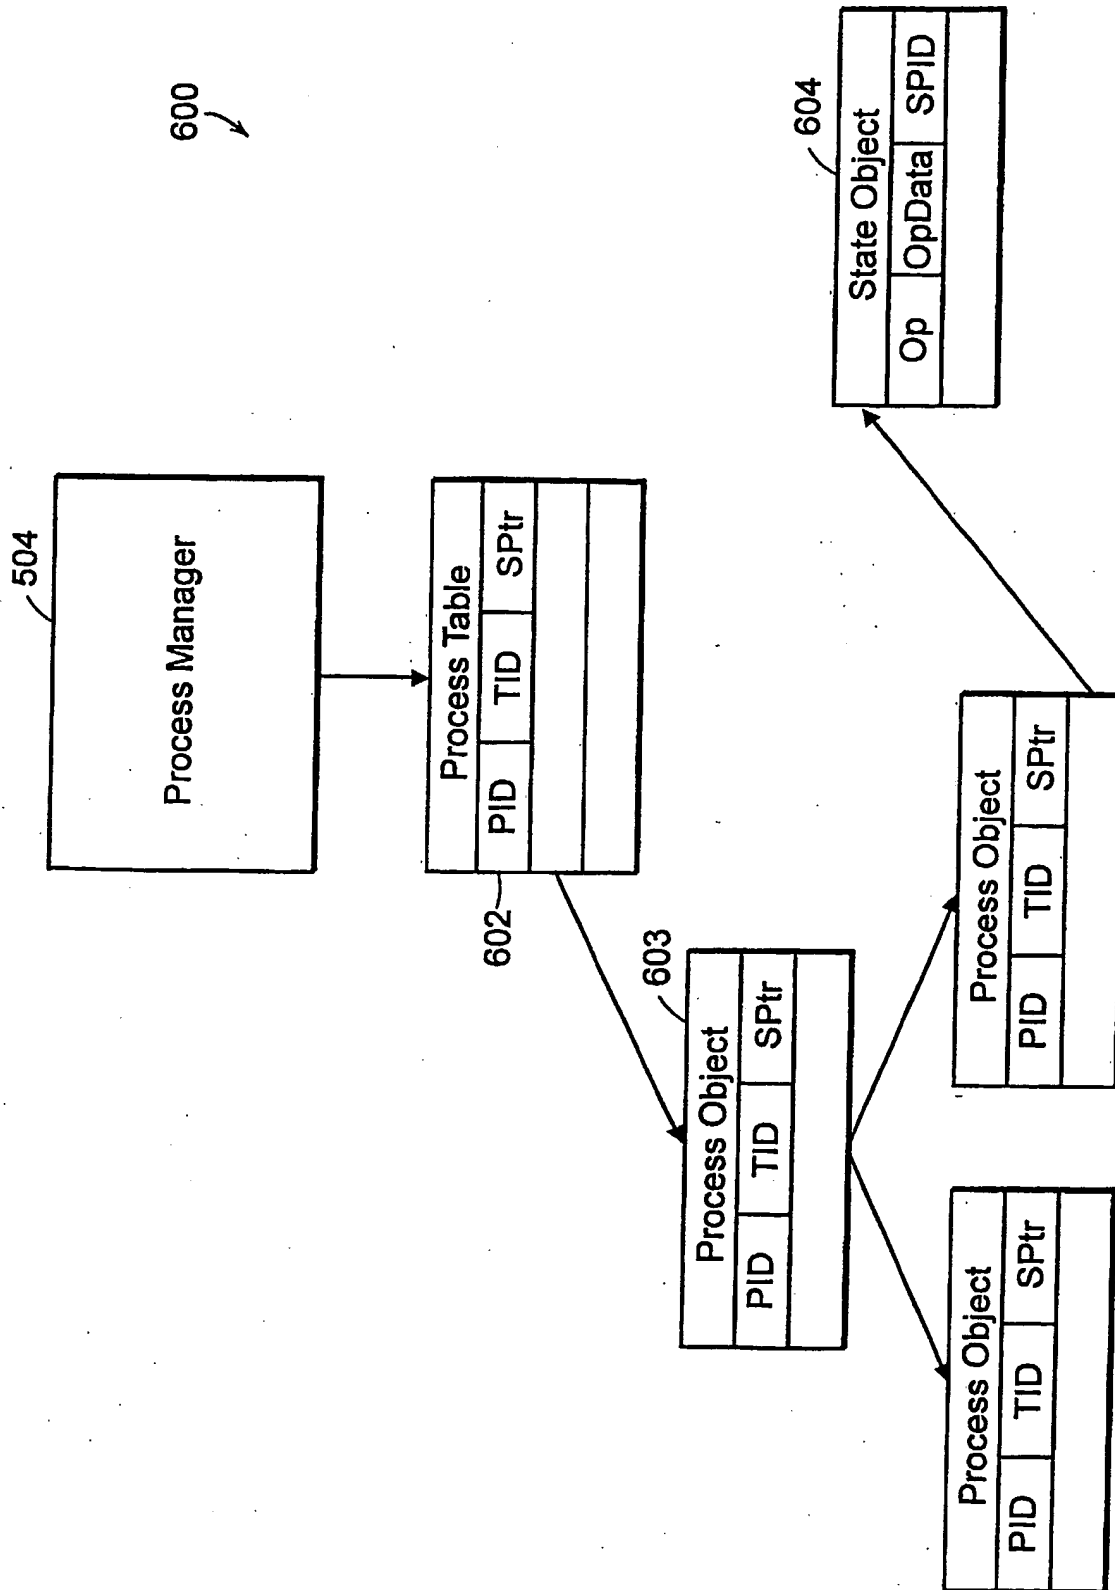 600
504
Process Manager
Process Table
PID TID SPtr
602
603
Process Object
PID TID SPtr
604
State Object
Op OpData SPID
Process Object
PID TID SPtr
Process Object
PID TID SPtr